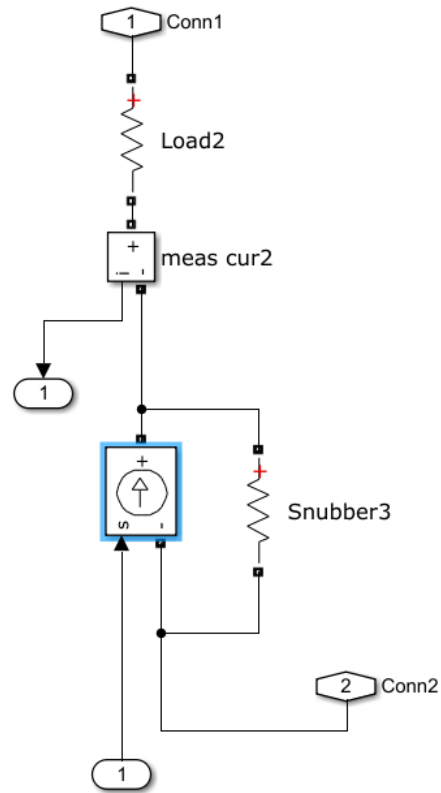 1 Conn1
+
Load2
+
i -
meas cur2
1
+
s -
+
Snubber3
2 Conn2
1